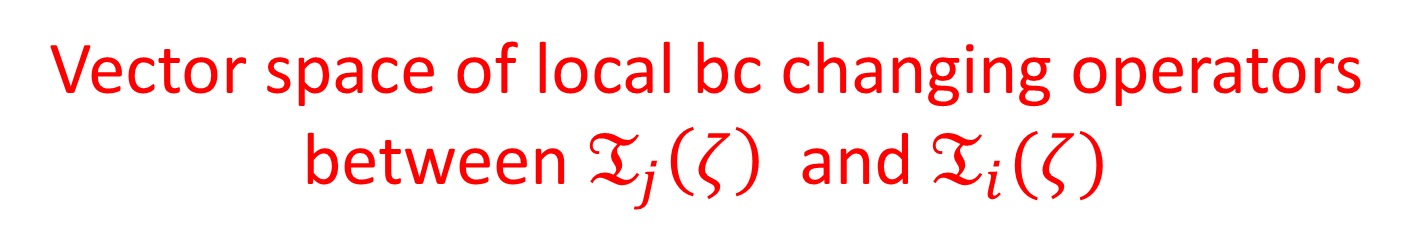 Vector space of local bc changing operators
between 𝔗ⱼ(ζ) and 𝔗ᵢ(ζ)